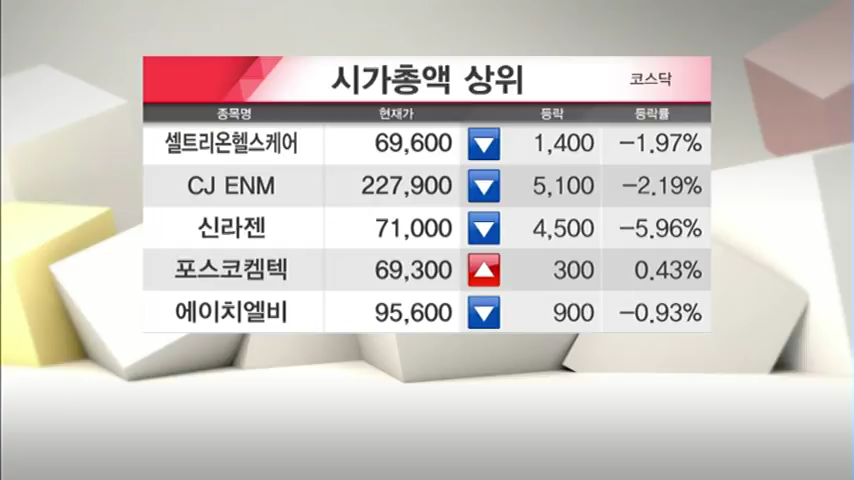 시가총액 상위 코스닥
종목명 현재가 등락 등락률
셀트리온헬스케어 69,600 ▼ 1,400 -1.97%
CJ ENM 227,900 ▼ 5,100 -2.19%
신라젠 71,000 ▼ 4,500 -5.96%
포스코켐텍 69,300 ▲ 300 0.43%
에이치엘비 95,600 ▼ 900 -0.93%